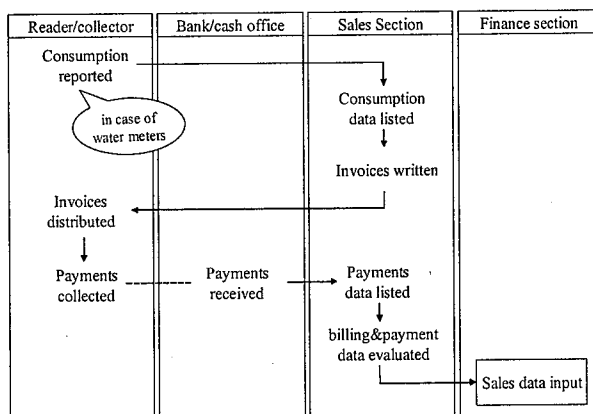 Reader/collector
Bank/cash office
Sales Section
Finance section
Consumption
reported
in case of
water meters
Consumption
data listed
Invoices written
Invoices
distributed
Payments
collected
Payments
received
Payments
data listed
billing&payment
data evaluated
Sales data input